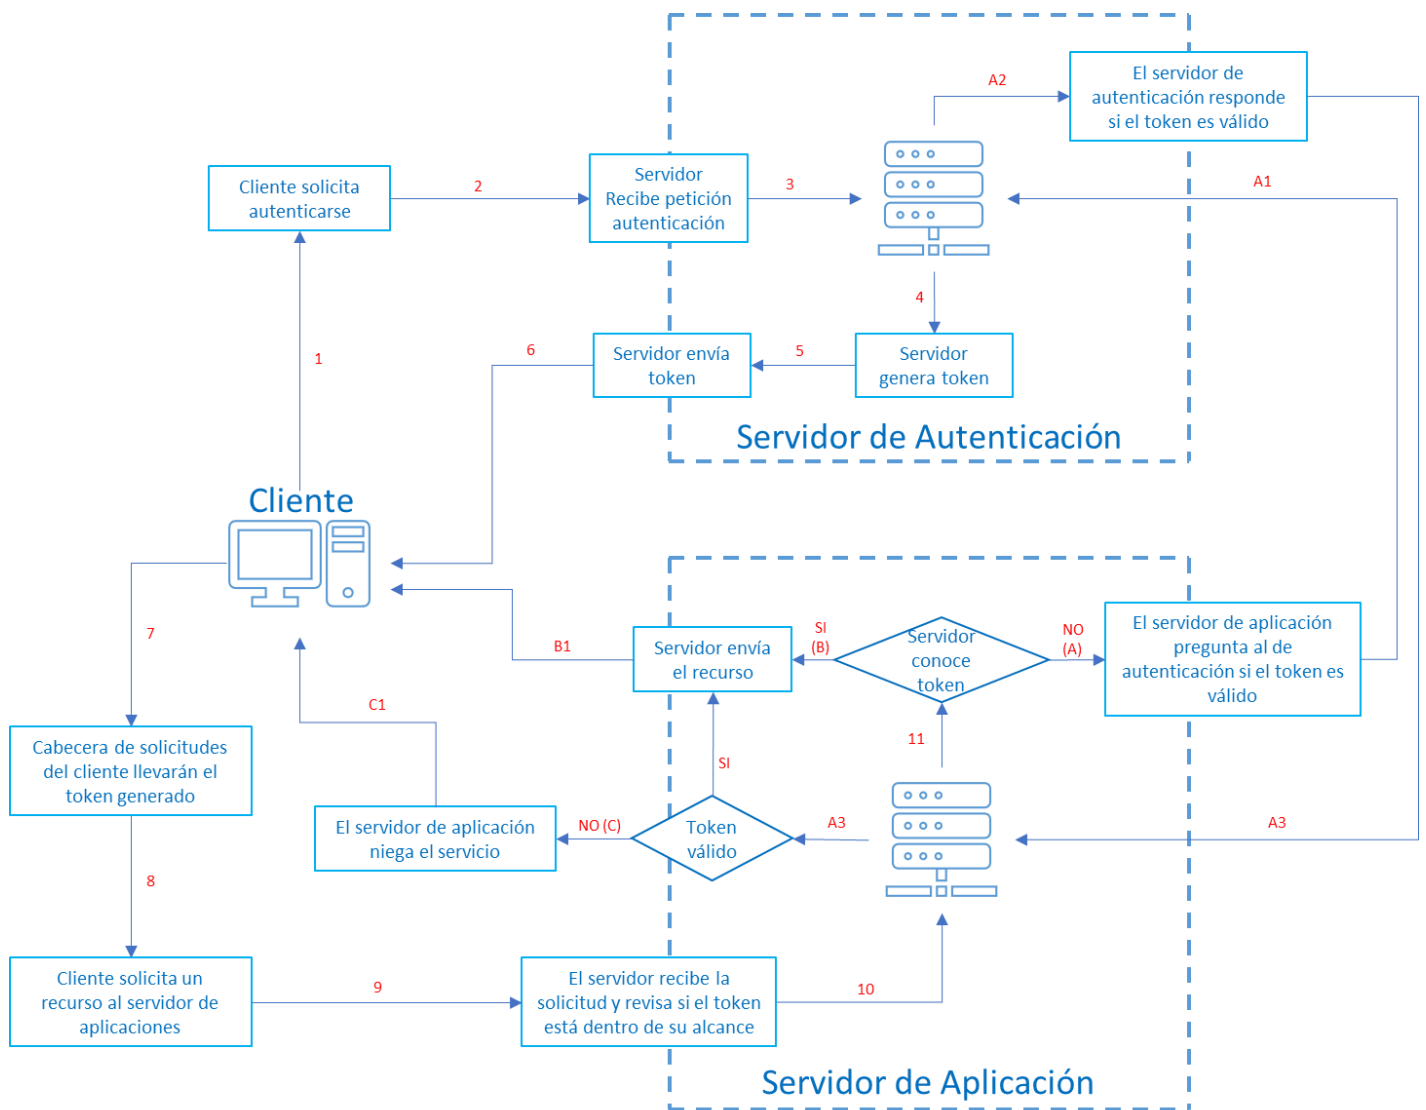 A2
El servidor de
autenticación responde
si el token es válido
Cliente solicita
autenticarse
2
Servidor
Recibe petición
autenticación
3
A1
4
1
6
Servidor envía
token
5
Servidor
genera token
Servidor de Autenticación
Cliente
7
B1
Servidor envía
el recurso
SI
(B)
Servidor
conoce
token
NO
(A)
El servidor de aplicación
pregunta al de
autenticación si el token es
válido
C1
11
SI
Cabecera de solicitudes
del cliente llevarán el
token generado
El servidor de aplicación
niega el servicio
NO (C)
Token
válido
A3
A3
8
Cliente solicita un
recurso al servidor de
aplicaciones
9
El servidor recibe la
solicitud y revisa si el token
está dentro de su alcance
10
Servidor de Aplicación